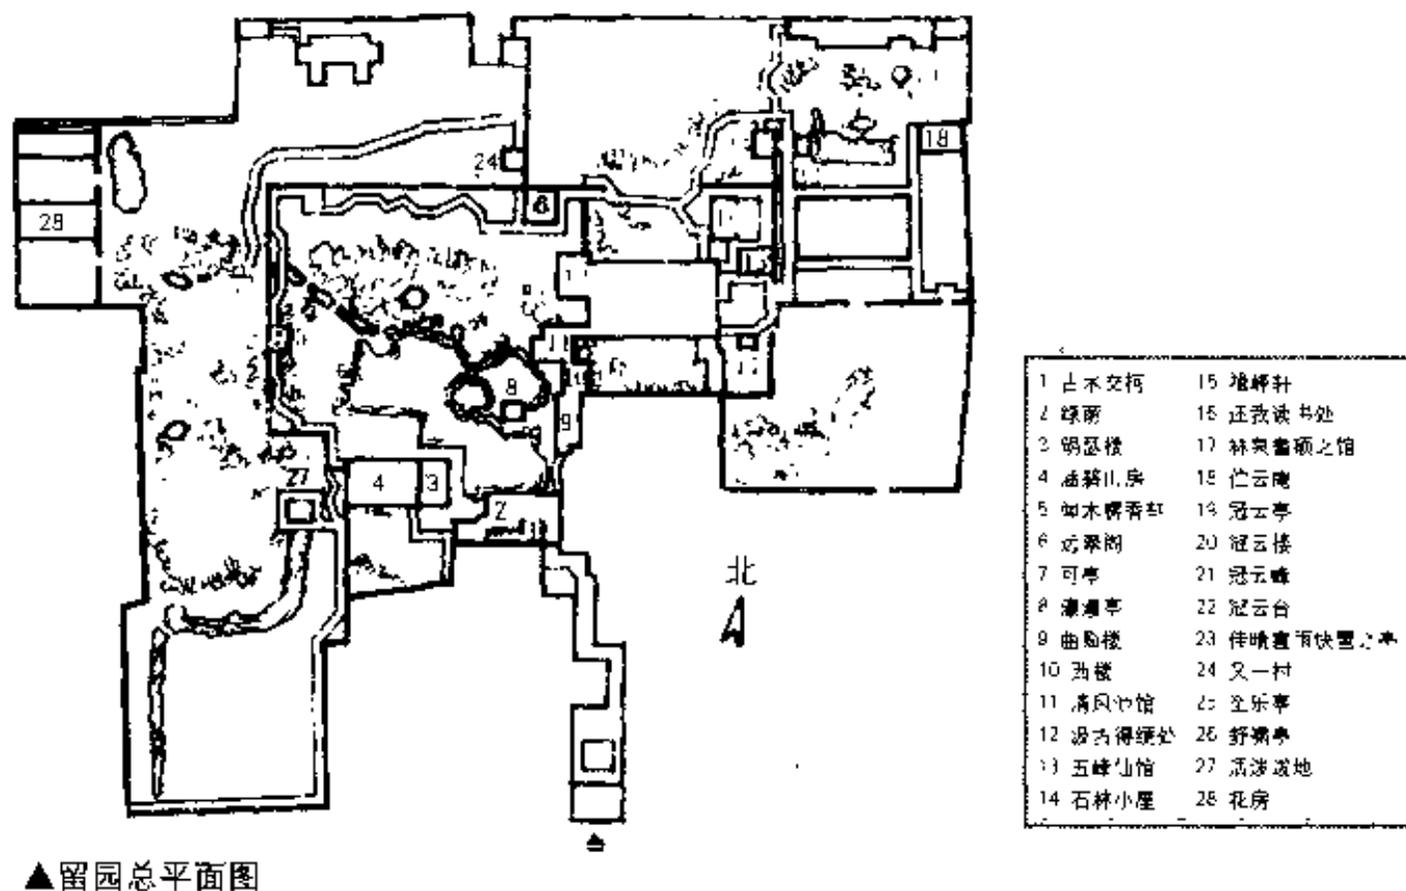 24
18
28
6
8
9
27
4
3
2
北
1 古木交柯
2 绿荫
3 明瑟楼
4 涵碧山房
5 闻木樨香轩
6 远翠阁
7 可亭
8 濠濮亭
9 曲谿楼
10 西楼
11 清风池馆
12 汲古得绠处
13 五峰仙馆
14 石林小屋
15 揖峰轩
16 还我读书处
17 林泉耆硕之馆
18 伫云庵
19 冠云亭
20 冠云楼
21 冠云峰
22 冠云台
23 佳晴喜雨快雪之亭
24 又一村
25 至乐亭
26 舒啸亭
27 活泼泼地
28 花房
▲留园总平面图